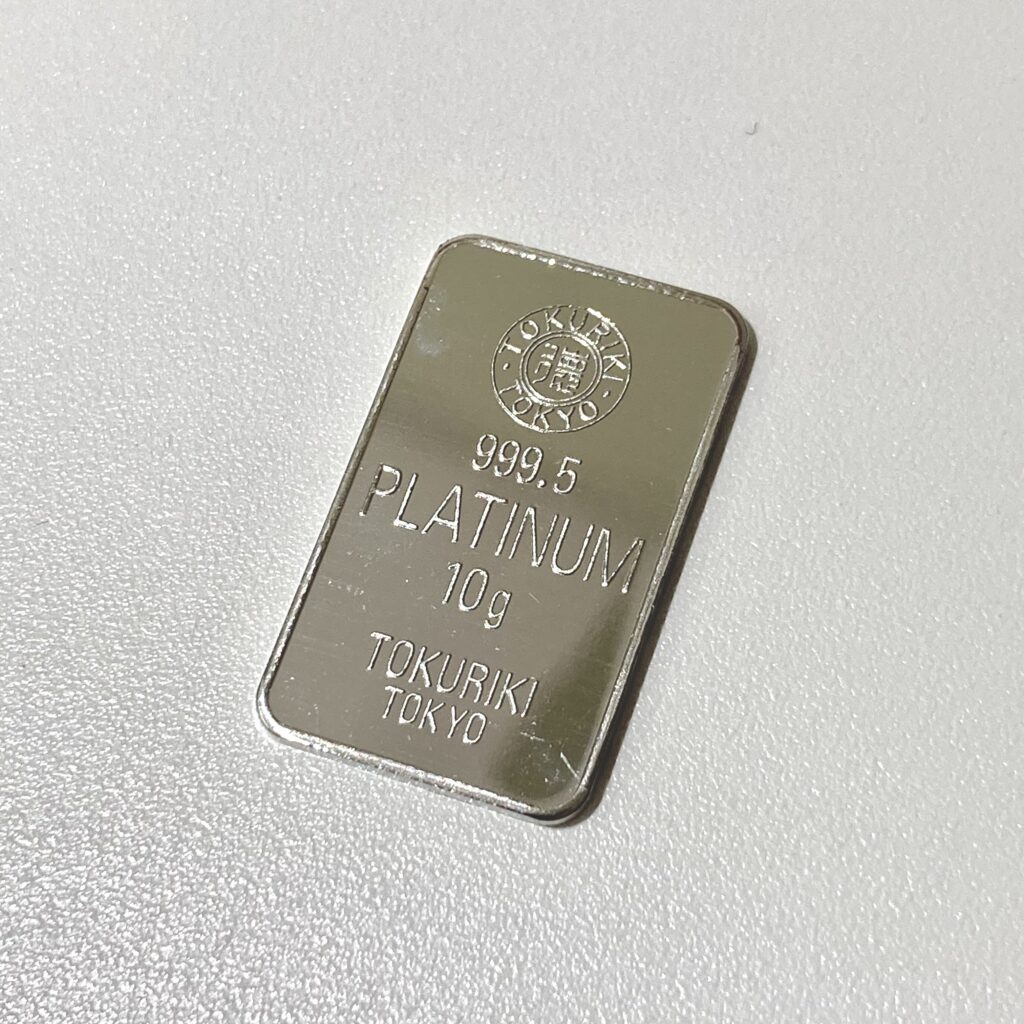 TOKURIKI
· TOKYO ·
999.5
PLATINUM
10g
TOKURIKI
TOKYO